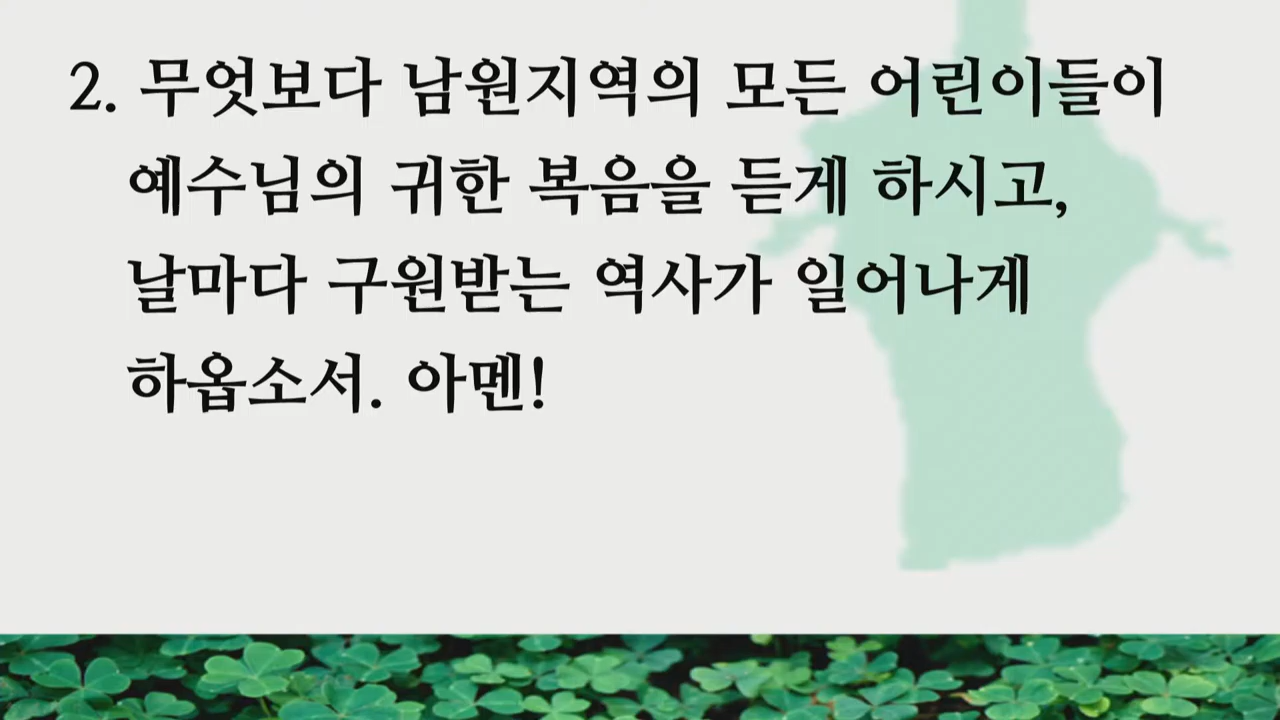 2. 무엇보다 남원지역의 모든 어린이들이
예수님의 귀한 복음을 듣게 하시고,
날마다 구원받는 역사가 일어나게
하옵소서. 아멘!